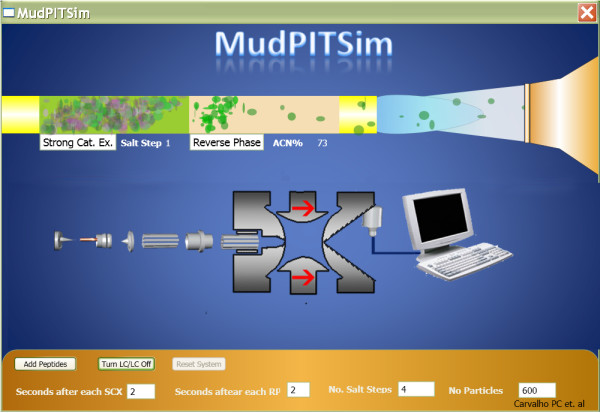 MudPITSim
MudPITSim
Strong Cat. Ex. Salt Step 1 Reverse Phase ACN% 73
Add Peptides Turn LC/LC Off Reset System
Seconds after each SCX 2 Seconds aftear each RP 2 No. Salt Steps 4 No Particles 600
Carvalho PC et. al